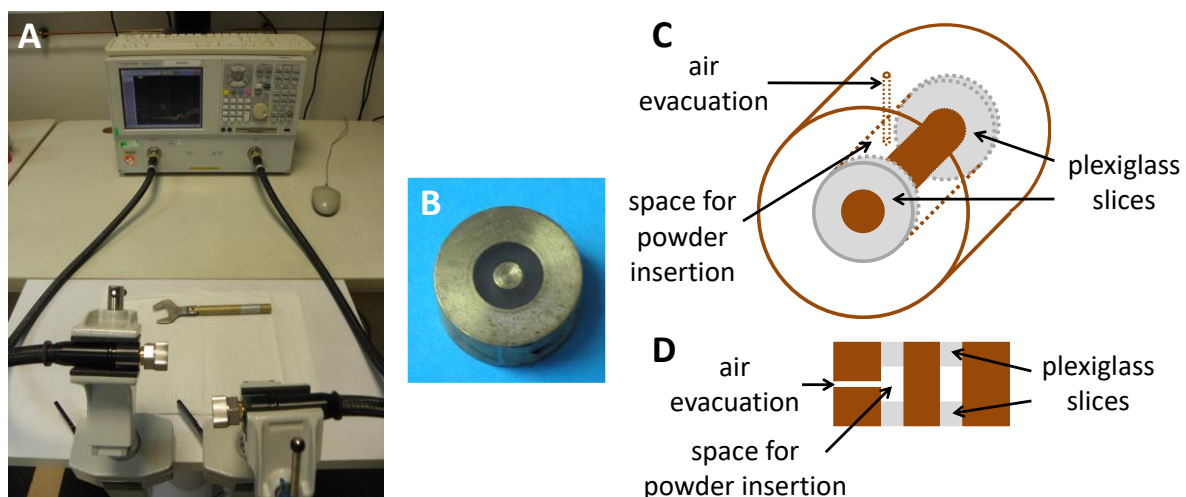 A
B
C
air
evacuation
space for
powder
insertion
plexiglass
slices
D
air
evacuation
space for
powder insertion
plexiglass
slices